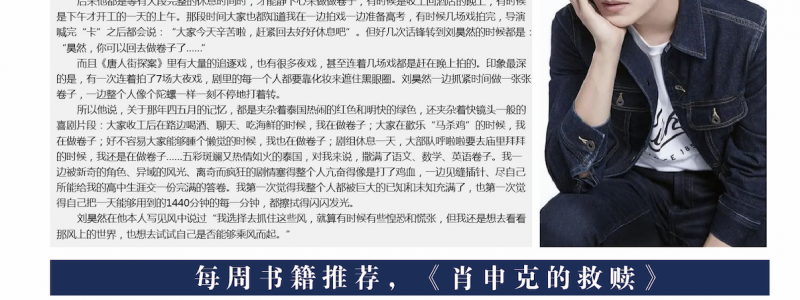 后来他都是等有大段完整的休息时间时，才能静下心来做做卷子，有时候是收工回酒店的晚上，有时候
是下午才开工的一天的上午。那段时间大家也都知道我在一边拍戏一边准备高考，有时候几场戏拍完，导演
喊完“卡”之后都会说：“大家今天辛苦啦，赶紧回去好好休息吧”。但好几次话锋转到刘昊然的时候都是：
“昊然，你可以回去做卷子了……”
而且《唐人街探案》里有大量的追逐戏，也有很多夜戏，甚至连着几场戏都是赶在晚上拍的。印象最深
的是，有一次连着拍了7场大夜戏，剧里的每一个人都要靠化妆来遮住黑眼圈。刘昊然一边抓紧时间做一张张
卷子，一边整个人像个陀螺一样一刻不停地打着转。
所以他说，关于那年四五月的记忆，都是夹杂着泰国热闹的红色和明快的绿色，还夹杂着快镜头一般的
喜剧片段：大家收工后在路边喝酒、聊天、吃海鲜的时候，我在做卷子；大家在歡乐“马杀鸡”的时候，我
在做卷子；好不容易大家能够睡个懒觉的时候，我也在做卷子；剧组休息一天，大部队呼啦啦要去庙里拜拜
的时候，我还是在做卷子……五彩斑斓又热情如火的泰国，对我来说，撒满了语文、数学、英语卷子。我一
边被新奇的角色、异域的风光、离奇而疯狂的剧情塞得整个人亢奋得像是打了鸡血，一边见缝插针、尽自己
所能给我的高中生涯交一份完满的答卷。我第一次觉得我整个人都被巨大的已知和未知充满了，也第一次觉
得自己把一天能够用到的1440分钟的每一分钟，都擦拭得闪闪发光。
刘昊然在他本人写见风中说过“我选择去抓住这些风，就算有时候有些惶恐和慌张，但我还是想去看看
那风上的世界，也想去试试自己是否能够乘风而起。”
每周书籍推荐，《肖申克的救赎》